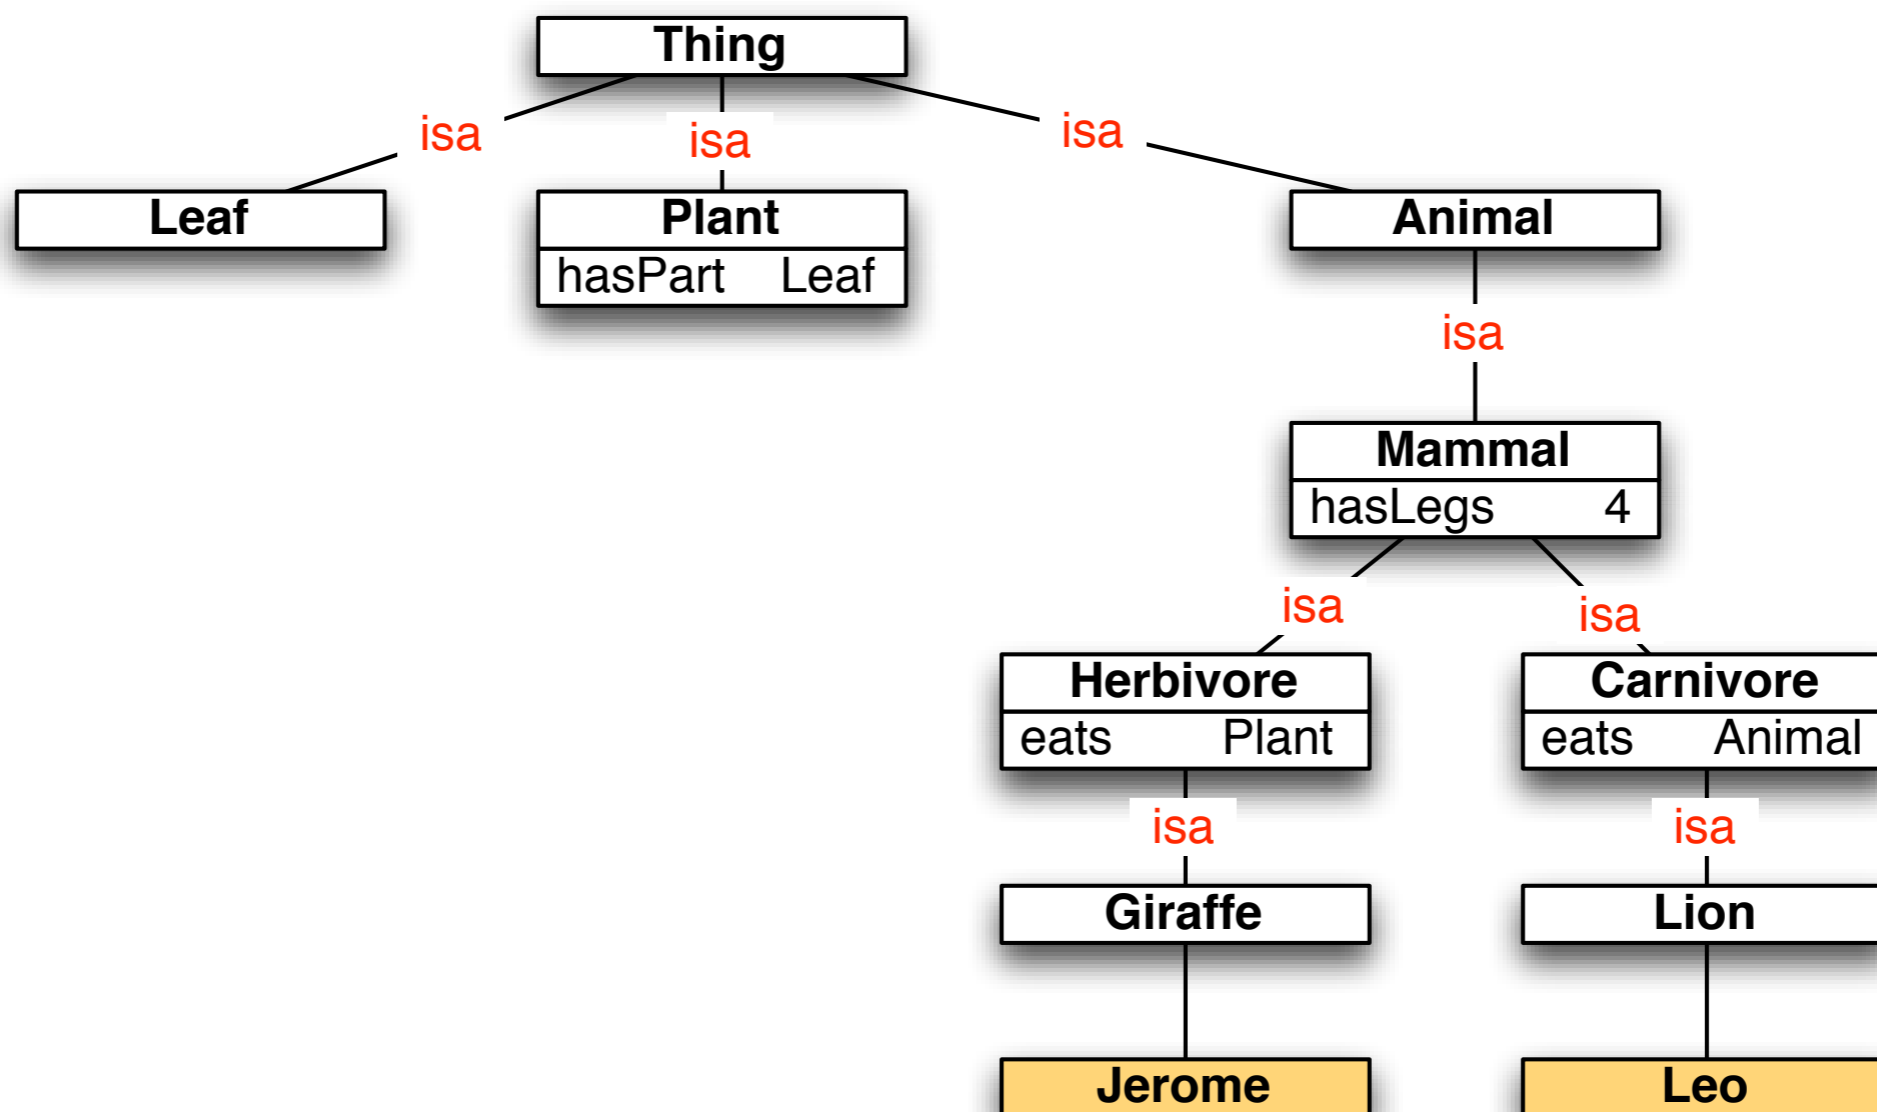 Thing
isa
isa
isa
Leaf
Plant
Animal
hasPart Leaf
isa
Mammal
hasLegs 4
isa
isa
Herbivore
Carnivore
eats Plant
eats Animal
isa
isa
Giraffe
Lion
Jerome
Leo